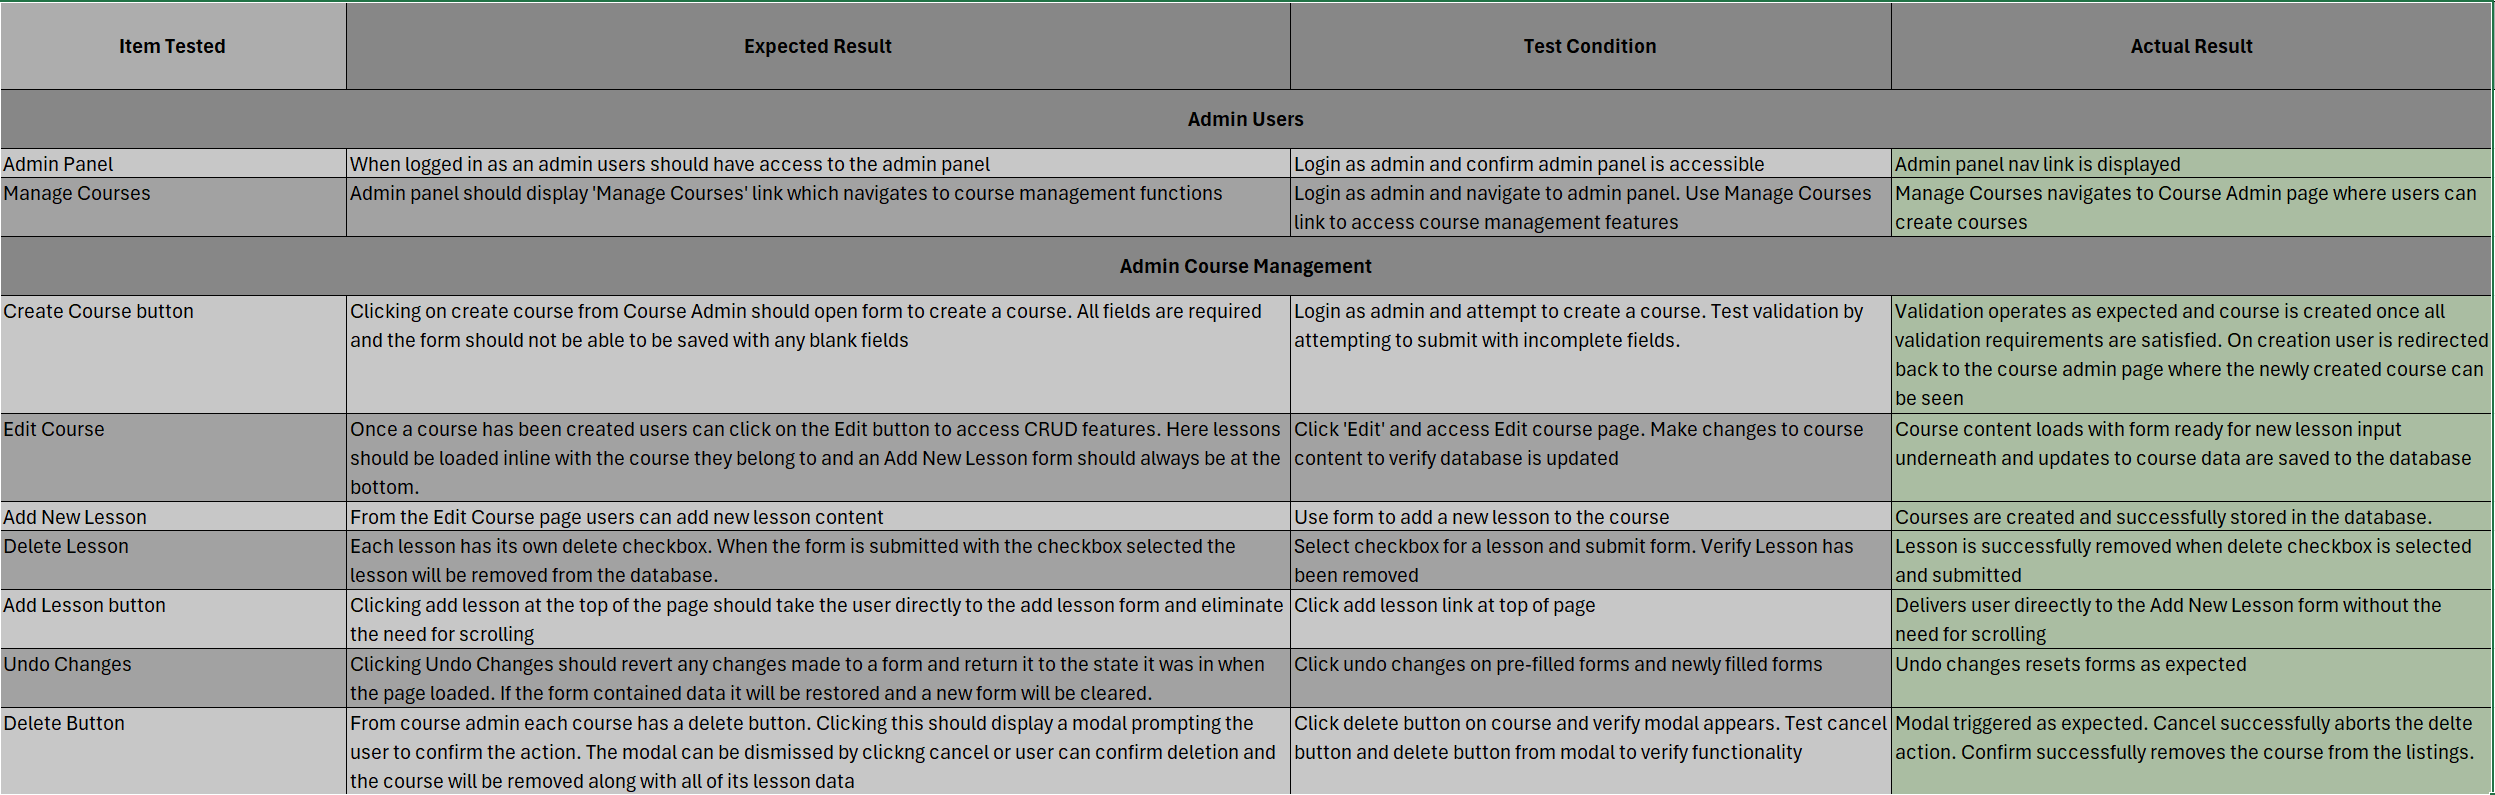 Item Tested
Expected Result
Test Condition
Actual Result
Admin Users
Admin Panel
When logged in as an admin users should have access to the admin panel
Login as admin and confirm admin panel is accessible
Admin panel nav link is displayed
Manage Courses
Admin panel should display 'Manage Courses' link which navigates to course management functions
Login as admin and navigate to admin panel. Use Manage Courses
link to access course management features
Manage Courses navigates to Course Admin page where users can
create courses
Admin Course Management
Create Course button
Clicking on create course from Course Admin should open form to create a course. All fields are required
and the form should not be able to be saved with any blank fields
Login as admin and attempt to create a course. Test validation by
attempting to submit with incomplete fields.
Validation operates as expected and course is created once all
validation requirements are satisfied. On creation user is redirected
back to the course admin page where the newly created course can
be seen
Edit Course
Once a course has been created users can click on the Edit button to access CRUD features. Here lessons
should be loaded inline with the course they belong to and an Add New Lesson form should always be at the
bottom.
Click 'Edit' and access Edit course page. Make changes to course
content to verify database is updated
Course content loads with form ready for new lesson input
underneath and updates to course data are saved to the database
Add New Lesson
From the Edit Course page users can add new lesson content
Use form to add a new lesson to the course
Courses are created and successfully stored in the database.
Delete Lesson
Each lesson has its own delete checkbox. When the form is submitted with the checkbox selected the
lesson will be removed from the database.
Select checkbox for a lesson and submit form. Verify Lesson has
been removed
Lesson is successfully removed when delete checkbox is selected
and submitted
Add Lesson button
Clicking add lesson at the top of the page should take the user directly to the add lesson form and eliminate
the need for scrolling
Click add lesson link at top of page
Delivers user direectly to the Add New Lesson form without the
need for scrolling
Undo Changes
Clicking Undo Changes should revert any changes made to a form and return it to the state it was in when
the page loaded. If the form contained data it will be restored and a new form will be cleared.
Click undo changes on pre-filled forms and newly filled forms
Undo changes resets forms as expected
Delete Button
From course admin each course has a delete button. Clicking this should display a modal prompting the
user to confirm the action. The modal can be dismissed by clickng cancel or user can confirm deletion and
the course will be removed along with all of its lesson data
Click delete button on course and verify modal appears. Test cancel
button and delete button from modal to verify functionality
Modal triggered as expected. Cancel successfully aborts the delte
action. Confirm successfully removes the course from the listings.